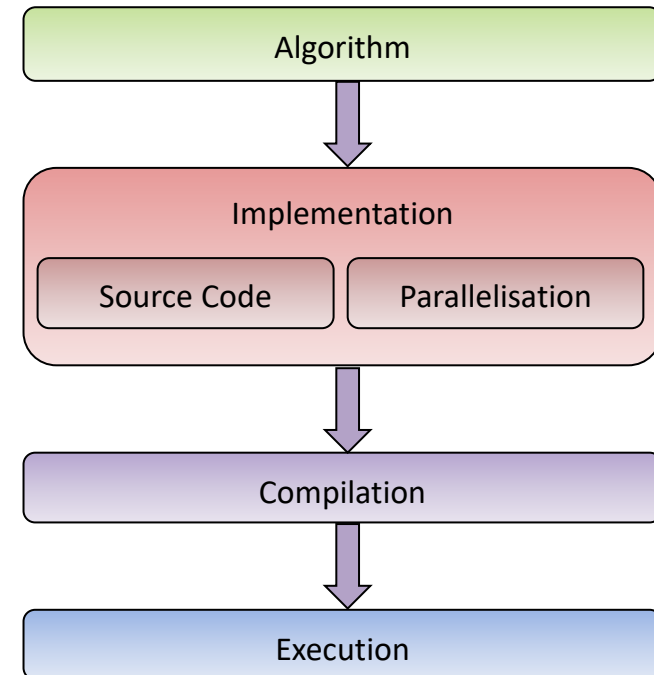 Algorithm
Implementation
Source Code
Parallelisation
Compilation
Execution